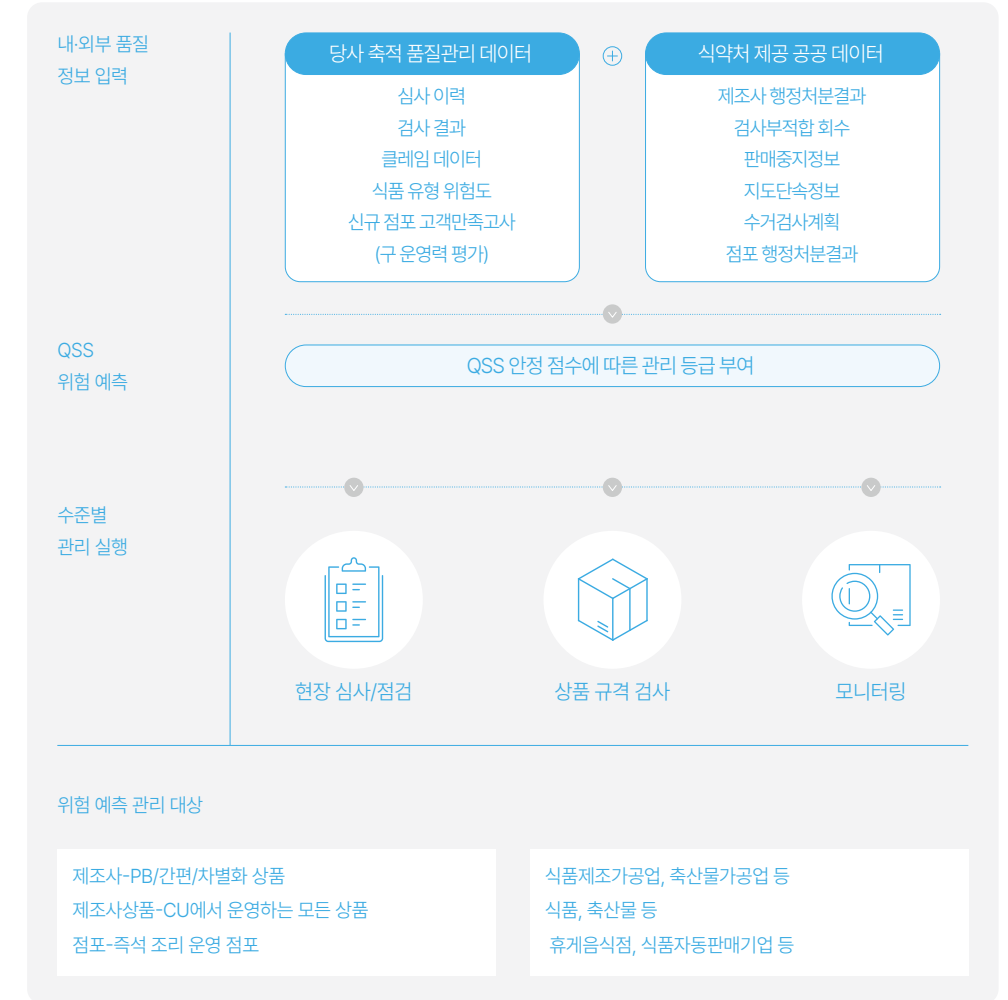 내·외부 품질
정보 입력
당사 축적 품질관리 데이터
심사 이력
검사 결과
클레임 데이터
식품 유형 위험도
신규 점포 고객만족고사
(구 운영력 평가)
식약처 제공 공공 데이터
제조사 행정처분결과
검사부적합 회수
판매중지정보
지도단속정보
수거검사계획
점포 행정처분결과
QSS
위험 예측
QSS 안정 점수에 따른 관리 등급 부여
수준별
관리 실행
현장 심사/점검
상품 규격 검사
모니터링
위험 예측 관리 대상
제조사-PB/간편/차별화 상품
제조사상품-CU에서 운영하는 모든 상품
점포-즉석 조리 운영 점포
식품제조가공업, 축산물가공업 등
식품, 축산물 등
휴게음식점, 식품자동판매기업 등